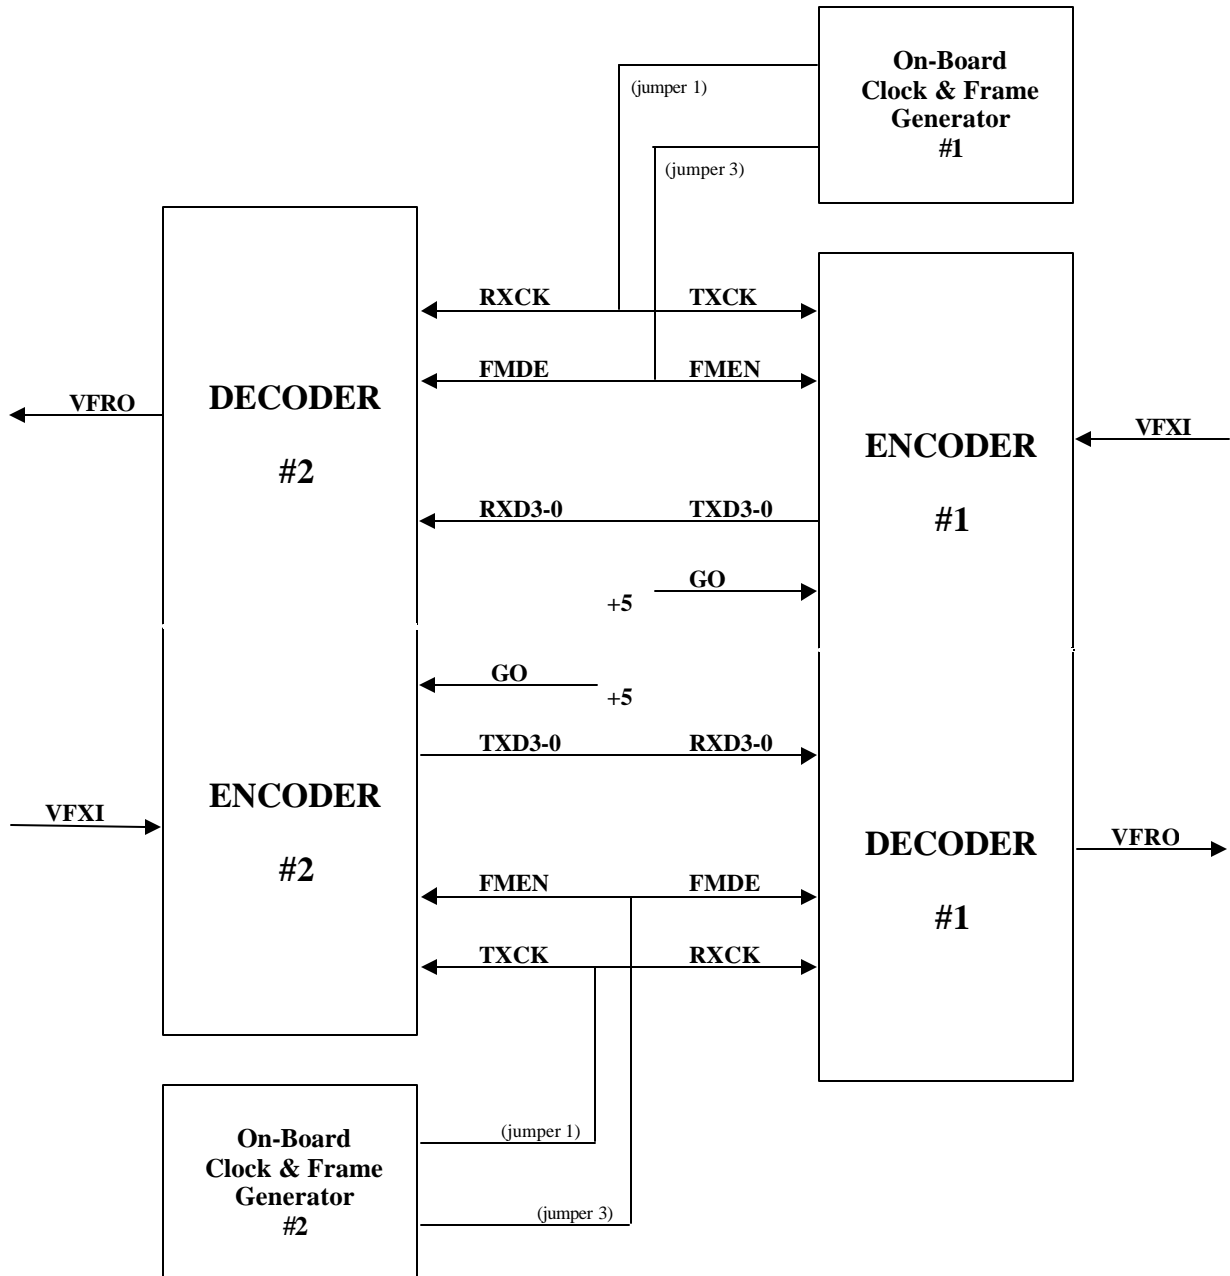 On-Board
Clock & Frame
Generator
#1
(jumper 1)
(jumper 3)
RXCK TXCK
FMDE FMEN
VFRO
DECODER
#2
ENCODER
#1
VFXI
RXD3-0 TXD3-0
GO
+5
GO
+5
TXD3-0 RXD3-0
ENCODER
#2
VFXI
DECODER
#1
VFRO
FMEN FMDE
TXCK RXCK
On-Board
Clock & Frame
Generator
#2
(jumper 1)
(jumper 3)